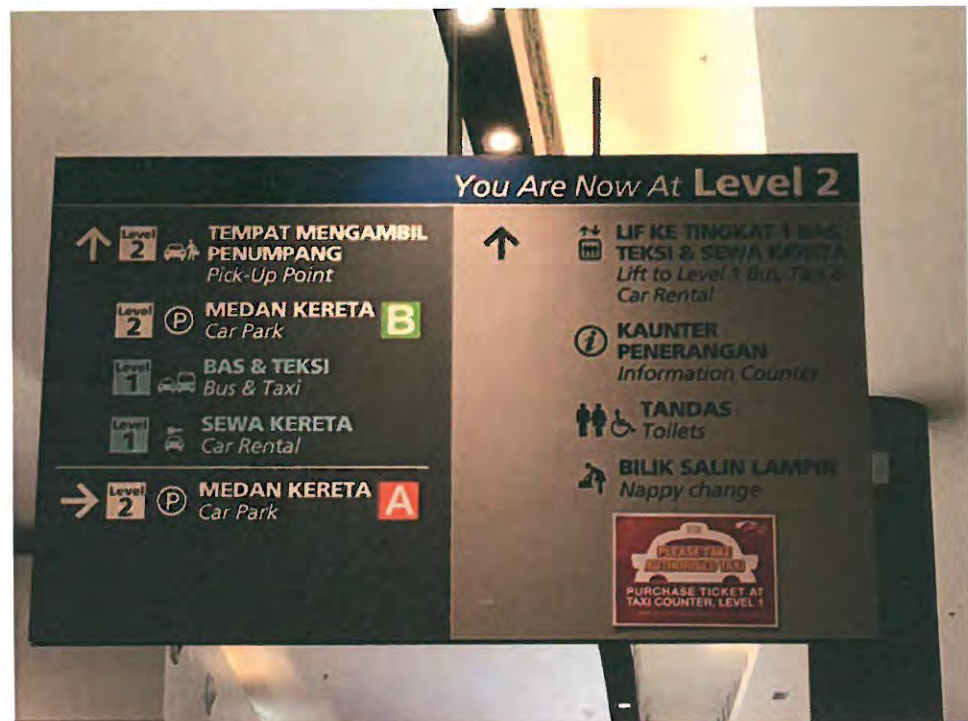 You Are Now At Level 2
Level 2
TEMPAT MENGAMBIL
PENUMPANG
Pick-Up Point
Level 2
P
MEDAN KERETA
B
Car Park
Level 1
BAS & TEKSI
Bus & Taxi
Level 1
SEWA KERETA
Car Rental
Level 2
P
MEDAN KERETA
A
Car Park
LIF KE TINGKAT 1 BAS,
TEKSI & SEWA KERETA
Lift to Level 1 Bus, Taxi &
Car Rental
i
KAUNTER
PENERANGAN
Information Counter
TANDAS
Toilets
BILIK SALIN LAMPIN
Nappy change
TAXI
PLEASE TAKE
AUTHORISED TAXI
PURCHASE TICKET AT
TAXI COUNTER, LEVEL 1